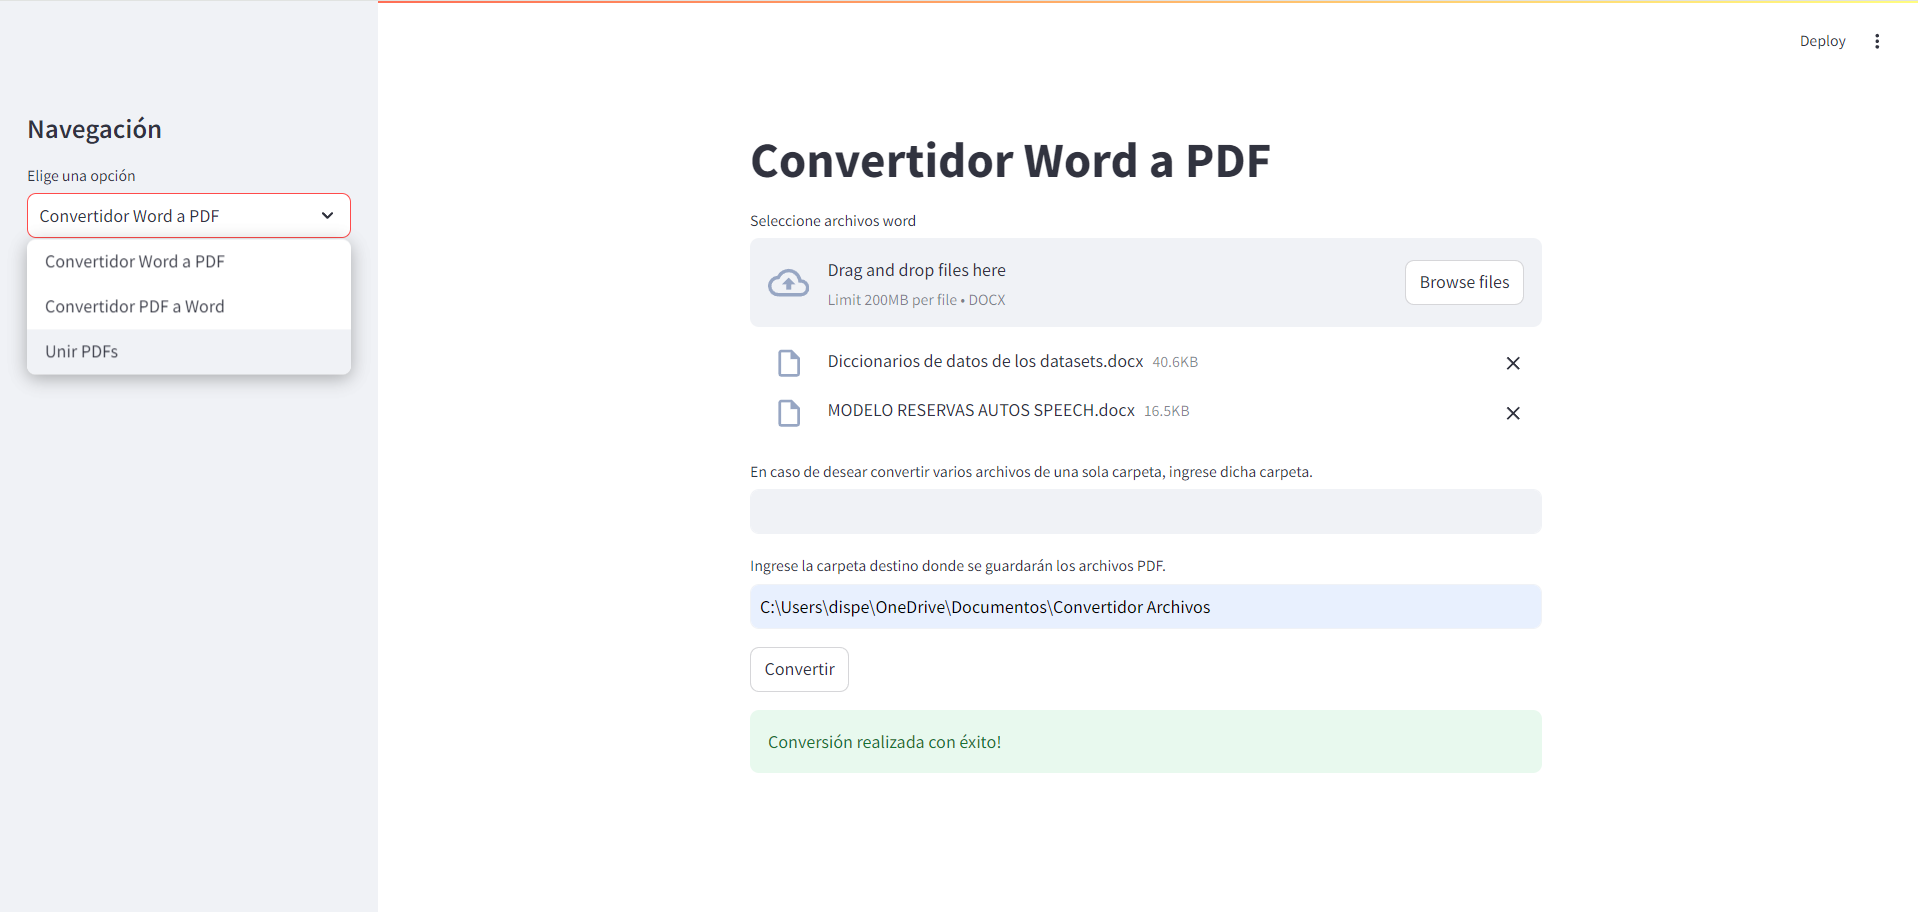 Deploy
Navegación
Elige una opción
Convertidor Word a PDF
Convertidor Word a PDF
Convertidor PDF a Word
Unir PDFs
Convertidor Word a PDF
Seleccione archivos word
Drag and drop files here
Limit 200MB per file • DOCX
Browse files
Diccionarios de datos de los datasets.docx 40.6KB
MODELO RESERVAS AUTOS SPEECH.docx 16.5KB
En caso de desear convertir varios archivos de una sola carpeta, ingrese dicha carpeta.
Ingrese la carpeta destino donde se guardarán los archivos PDF.
C:\Users\dispe\OneDrive\Documentos\Convertidor Archivos
Convertir
Conversión realizada con éxito!